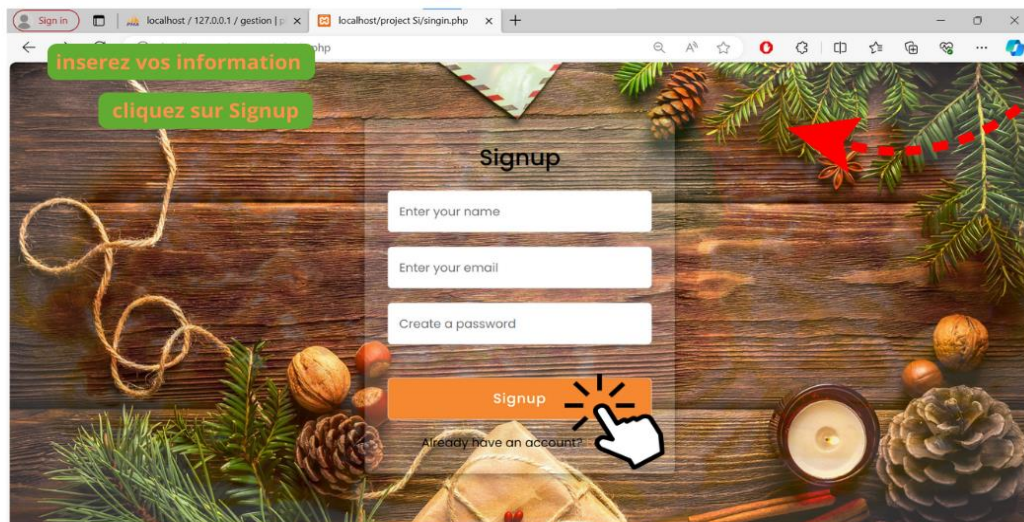 Sign in
localhost / 127.0.0.1 / gestion | p
localhost/project Si/singin.php
php
inserez vos information
cliquez sur Signup
Signup
Enter your name
Enter your email
Create a password
Signup
Already have an account?